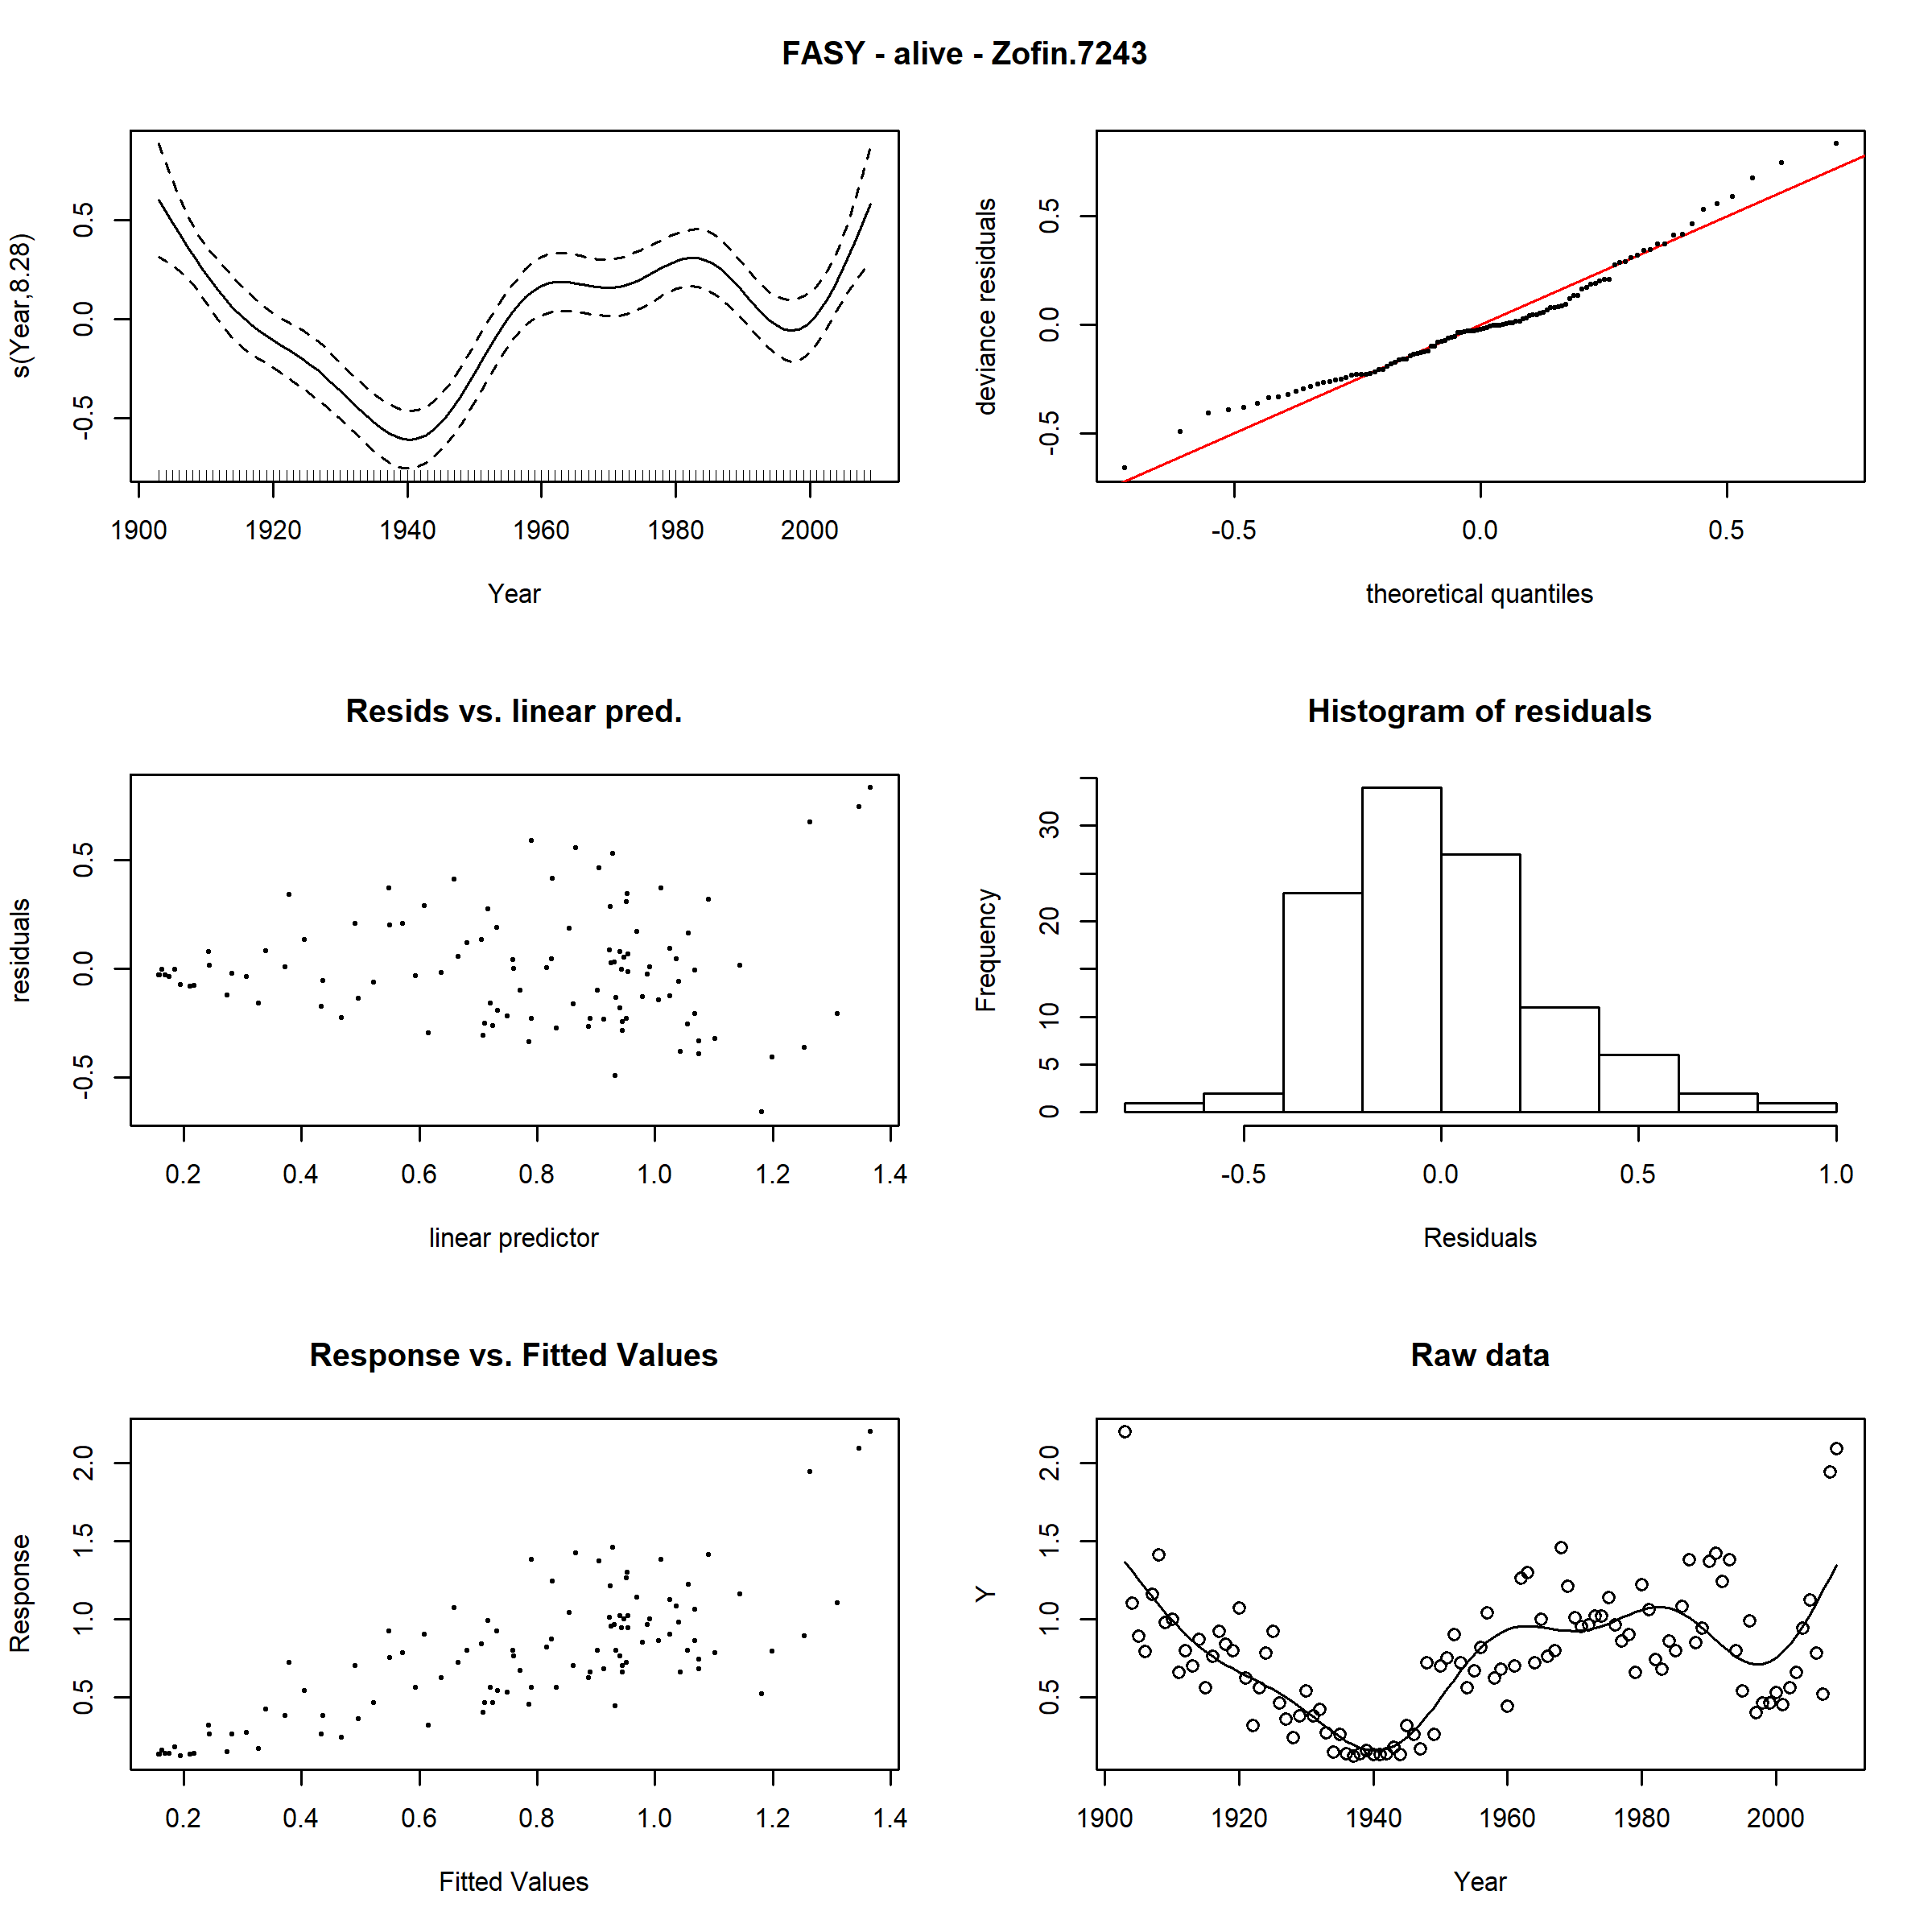 FASY - alive - Zofin.7243
s(Year,8.28)
-0.5 0.0 0.5
1900 1920 1940 1960 1980 2000
Year
deviance residuals
-0.5 0.0 0.5
-0.5 0.0 0.5
theoretical quantiles
Resids vs. linear pred.
residuals
-0.5 0.0 0.5
0.2 0.4 0.6 0.8 1.0 1.2 1.4
linear predictor
Histogram of residuals
Frequency
0 5 10 20 30
-0.5 0.0 0.5 1.0
Residuals
Response vs. Fitted Values
Response
0.5 1.0 1.5 2.0
0.2 0.4 0.6 0.8 1.0 1.2 1.4
Fitted Values
Raw data
Y
0.5 1.0 1.5 2.0
1900 1920 1940 1960 1980 2000
Year